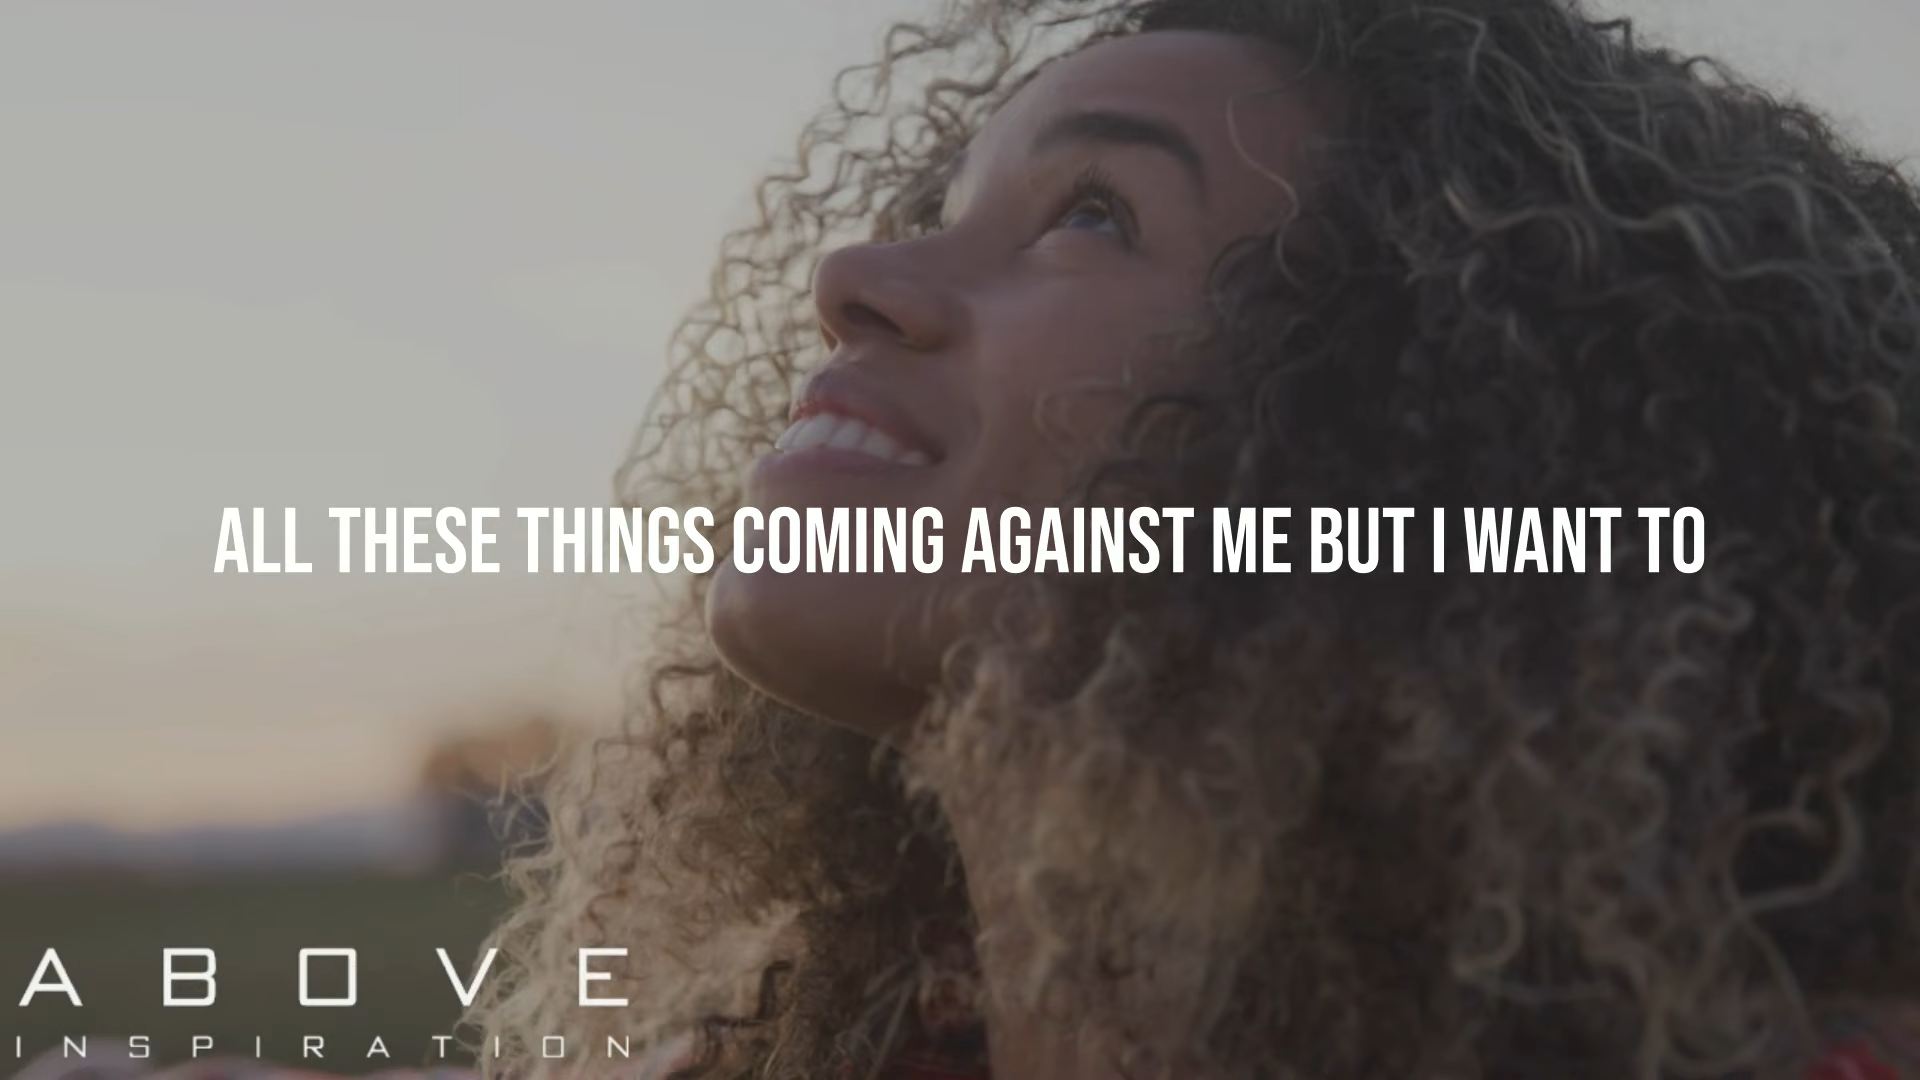 ALL THESE THINGS COMING AGAINST ME BUT I WANT TO
ABOVE
INSPIRATION